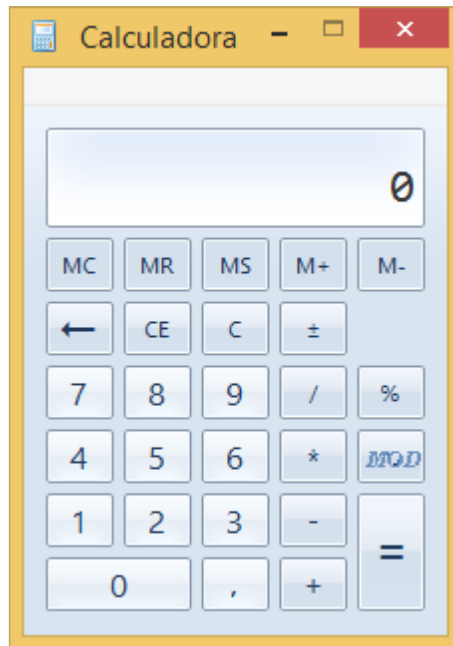 Calculadora
0
MC MR MS M+ M-
← CE C ±
7 8 9 / %
4 5 6 * MOD
1 2 3 - =
0 , +